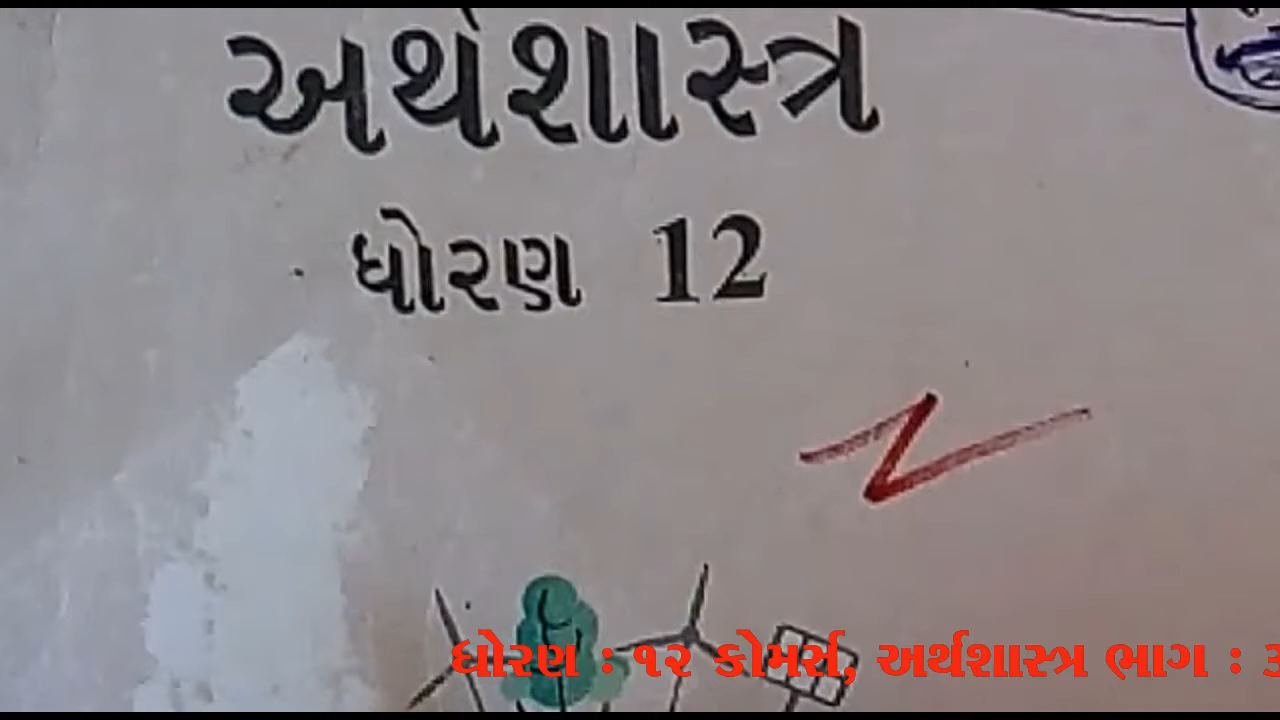 અર્થશાસ્ત્ર
ધોરણ 12
ધોરણ : ૧૨ કોમર્સ, અર્થશાસ્ત્ર ભાગ :